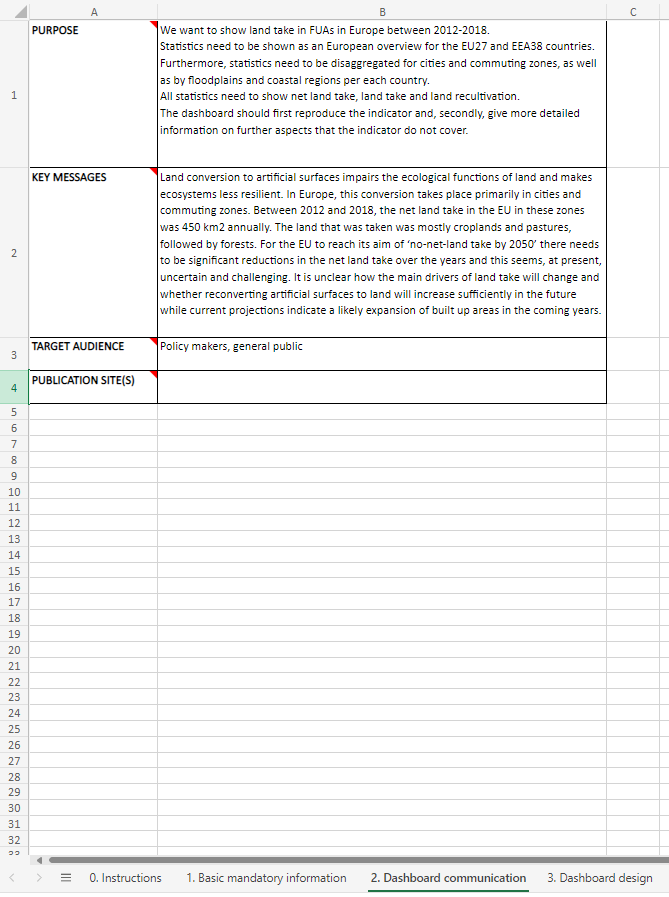 A B C
1 PURPOSE We want to show land take in FUAs in Europe between 2012-2018.
Statistics need to be shown as an European overview for the EU27 and EEA38 countries.
Furthermore, statistics need to be disaggregated for cities and commuting zones, as well
as by floodplains and coastal regions per each country.
All statistics need to show net land take, land take and land recultivation.
The dashboard should first reproduce the indicator and, secondly, give more detailed
information on further aspects that the indicator do not cover.
2 KEY MESSAGES Land conversion to artificial surfaces impairs the ecological functions of land and makes
ecosystems less resilient. In Europe, this conversion takes place primarily in cities and
commuting zones. Between 2012 and 2018, the net land take in the EU in these zones
was 450 km2 annually. The land that was taken was mostly croplands and pastures,
followed by forests. For the EU to reach its aim of ‘no-net-land take by 2050’ there needs
to be significant reductions in the net land take over the years and this seems, at present,
uncertain and challenging. It is unclear how the main drivers of land take will change and
whether reconverting artificial surfaces to land will increase sufficiently in the future
while current projections indicate a likely expansion of built up areas in the coming years.
3 TARGET AUDIENCE Policy makers, general public
4 PUBLICATION SITE(S)
5
6
7
8
9
10
11
12
13
14
15
16
17
18
19
20
21
22
23
24
25
26
27
28
29
30
31
32
33
0. Instructions 1. Basic mandatory information 2. Dashboard communication 3. Dashboard design